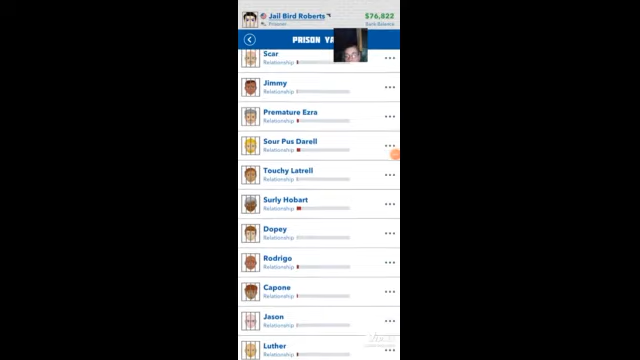 Jail Bird Roberts
Prisoner
$76,822
Bank Balance
PRISON YA
Scar
Relationship
Jimmy
Relationship
Premature Ezra
Relationship
Sour Pus Darell
Relationship
Touchy Latrell
Relationship
Surly Hobart
Relationship
Dopey
Relationship
Rodrigo
Relationship
Capone
Relationship
Jason
Relationship
Luther
Relationship